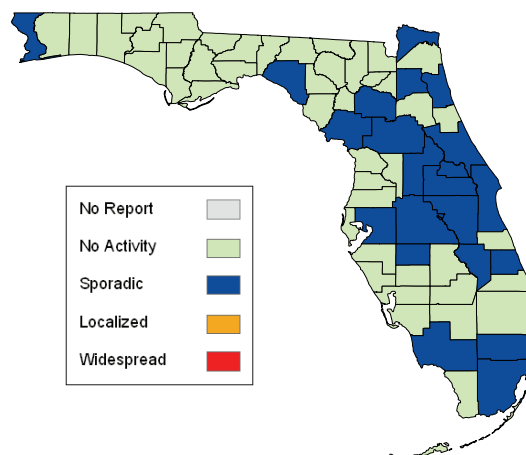 No Report
No Activity
Sporadic
Localized
Widespread